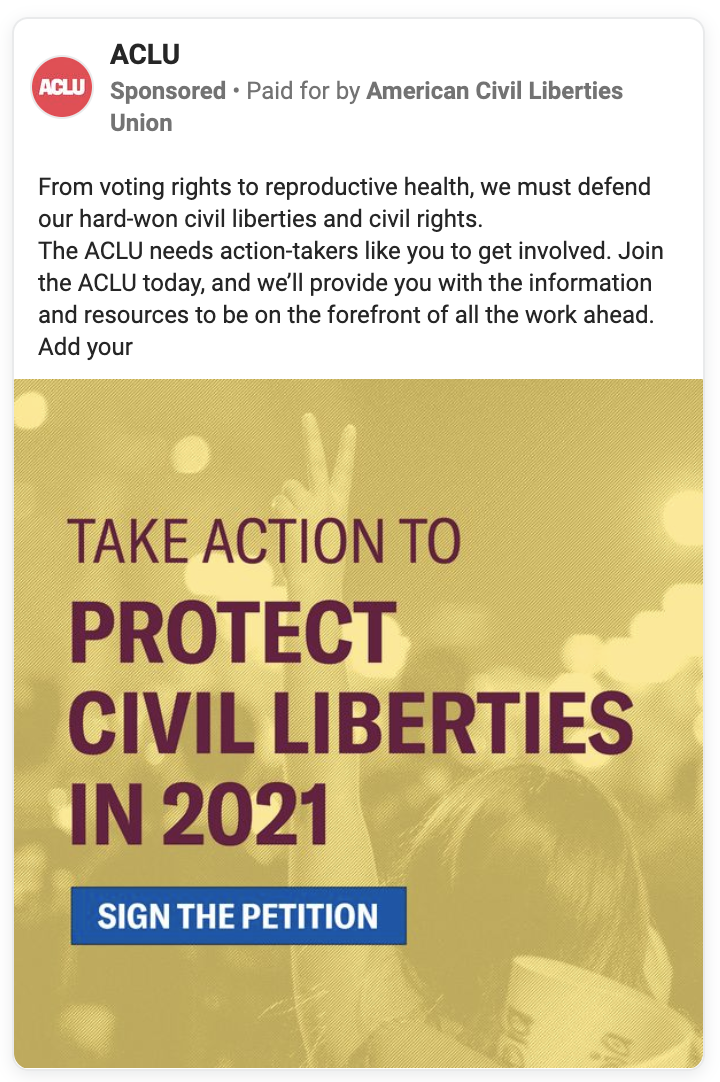 ACLU
ACLU
Sponsored • Paid for by American Civil Liberties
Union
From voting rights to reproductive health, we must defend
our hard-won civil liberties and civil rights.
The ACLU needs action-takers like you to get involved. Join
the ACLU today, and we’ll provide you with the information
and resources to be on the forefront of all the work ahead.
Add your
TAKE ACTION TO
PROTECT
CIVIL LIBERTIES
IN 2021
SIGN THE PETITION